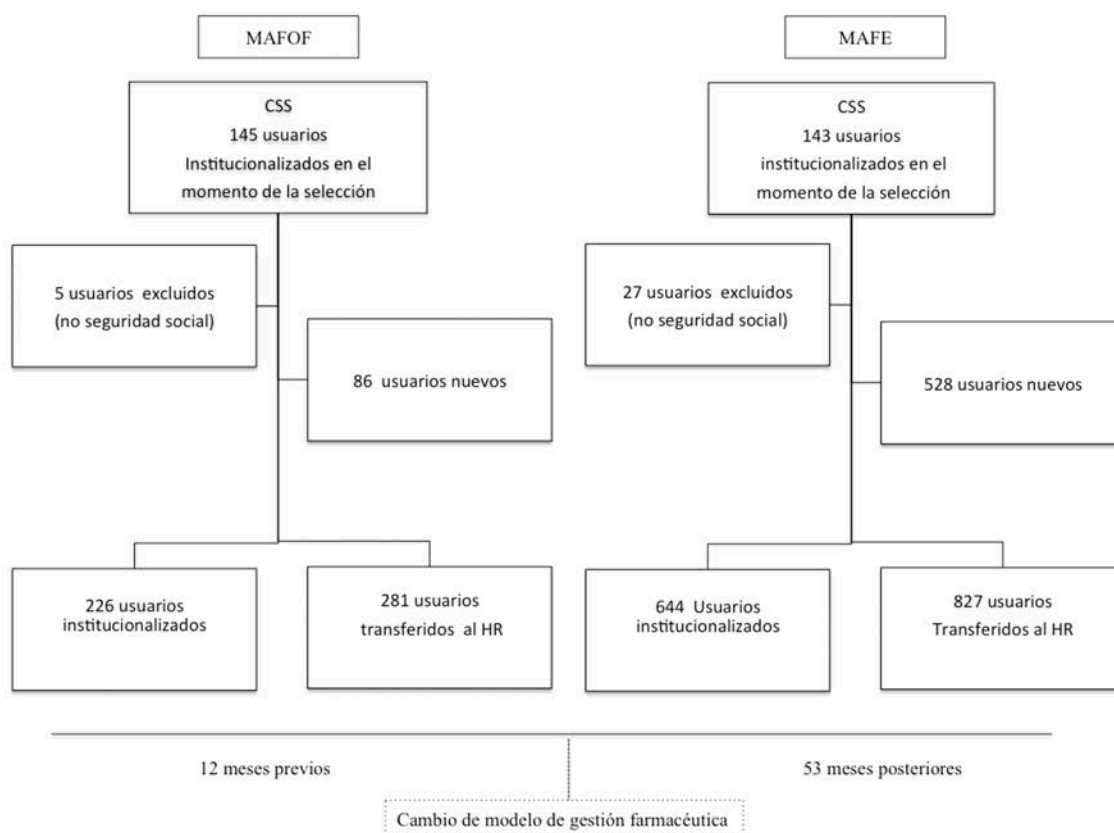 MAFOF
CSS
145 usuarios
Institucionalizados en el
momento de la selección
5 usuarios excluidos
(no seguridad social)
86 usuarios nuevos
226 usuarios
institucionalizados
281 usuarios
transferidos al HR
MAFE
CSS
143 usuarios
institucionalizados en el
momento de la selección
27 usuarios excluidos
(no seguridad social)
528 usuarios nuevos
644 Usuarios
institucionalizados
827 usuarios
Transferidos al HR
12 meses previos
53 meses posteriores
Cambio de modelo de gestión farmacéutica